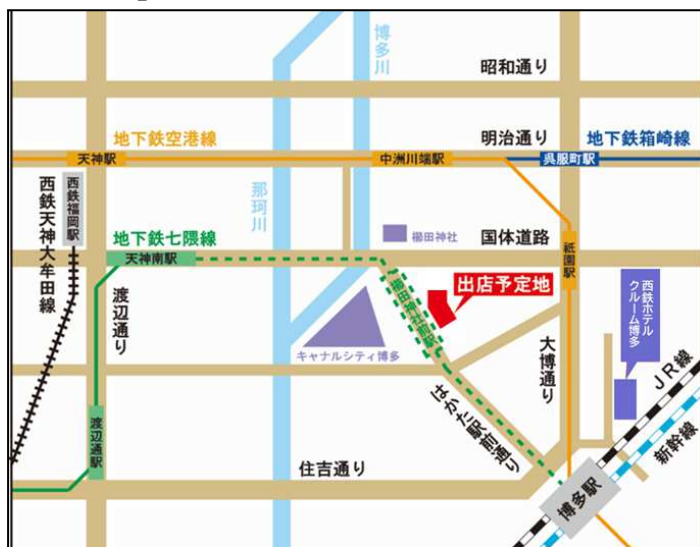 博多川
昭和通り
地下鉄空港線
明治通り
地下鉄箱崎線
天神駅
中洲川端駅
呉服町駅
西鉄福岡駅
西鉄天神大牟田線
那珂川
櫛田神社
国体道路
祇園駅
地下鉄七隈線
天神南駅
渡辺通り
櫛田神社前駅
出店予定地
西鉄ホテル
クルーム博多
キャナルシティ博多
大博通り
JR線
新幹線
はかた駅前通り
渡辺通駅
住吉通り
博多駅